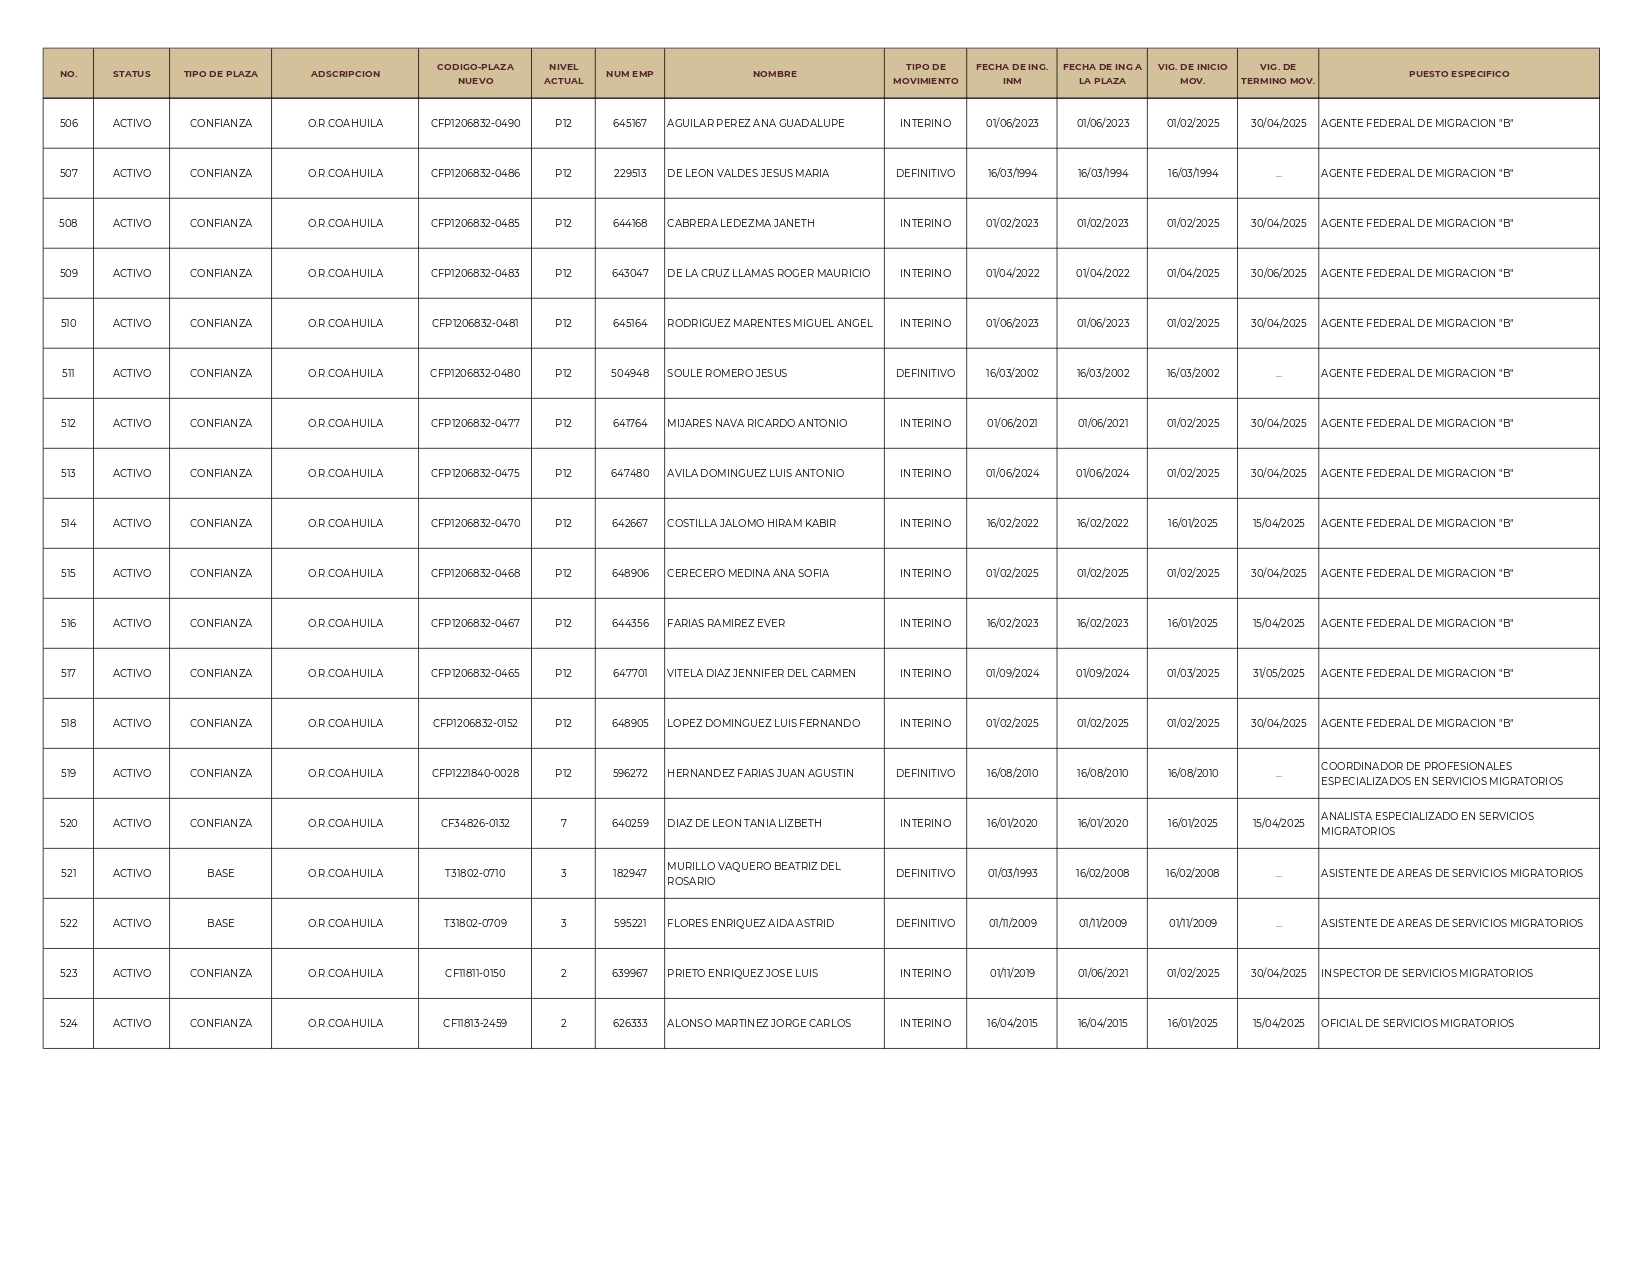 NO. STATUS TIPO DE PLAZA ADSCRIPCION CODIGO-PLAZA NUEVO NIVEL ACTUAL NUM EMP NOMBRE TIPO DE MOVIMIENTO FECHA DE ING. INM FECHA DE ING A LA PLAZA VIG. DE INICIO MOV. VIG. DE TERMINO MOV. PUESTO ESPECIFICO
506 ACTIVO CONFIANZA O.R.COAHUILA CFP1206832-0490 P12 645167 AGUILAR PEREZ ANA GUADALUPE INTERINO 01/06/2023 01/06/2023 01/02/2025 30/04/2025 AGENTE FEDERAL DE MIGRACION "B"
507 ACTIVO CONFIANZA O.R.COAHUILA CFP1206832-0486 P12 229513 DE LEON VALDES JESUS MARIA DEFINITIVO 16/03/1994 16/03/1994 16/03/1994 ... AGENTE FEDERAL DE MIGRACION "B"
508 ACTIVO CONFIANZA O.R.COAHUILA CFP1206832-0485 P12 644168 CABRERA LEDEZMA JANETH INTERINO 01/02/2023 01/02/2023 01/02/2025 30/04/2025 AGENTE FEDERAL DE MIGRACION "B"
509 ACTIVO CONFIANZA O.R.COAHUILA CFP1206832-0483 P12 643047 DE LA CRUZ LLAMAS ROGER MAURICIO INTERINO 01/04/2022 01/04/2022 01/04/2025 30/06/2025 AGENTE FEDERAL DE MIGRACION "B"
510 ACTIVO CONFIANZA O.R.COAHUILA CFP1206832-0481 P12 645164 RODRIGUEZ MARENTES MIGUEL ANGEL INTERINO 01/06/2023 01/06/2023 01/02/2025 30/04/2025 AGENTE FEDERAL DE MIGRACION "B"
511 ACTIVO CONFIANZA O.R.COAHUILA CFP1206832-0480 P12 504948 SOULE ROMERO JESUS DEFINITIVO 16/03/2002 16/03/2002 16/03/2002 ... AGENTE FEDERAL DE MIGRACION "B"
512 ACTIVO CONFIANZA O.R.COAHUILA CFP1206832-0477 P12 641764 MIJARES NAVA RICARDO ANTONIO INTERINO 01/06/2021 01/06/2021 01/02/2025 30/04/2025 AGENTE FEDERAL DE MIGRACION "B"
513 ACTIVO CONFIANZA O.R.COAHUILA CFP1206832-0475 P12 647480 AVILA DOMINGUEZ LUIS ANTONIO INTERINO 01/06/2024 01/06/2024 01/02/2025 30/04/2025 AGENTE FEDERAL DE MIGRACION "B"
514 ACTIVO CONFIANZA O.R.COAHUILA CFP1206832-0470 P12 642667 COSTILLA JALOMO HIRAM KABIR INTERINO 16/02/2022 16/02/2022 16/01/2025 15/04/2025 AGENTE FEDERAL DE MIGRACION "B"
515 ACTIVO CONFIANZA O.R.COAHUILA CFP1206832-0468 P12 648906 CERECERO MEDINA ANA SOFIA INTERINO 01/02/2025 01/02/2025 01/02/2025 30/04/2025 AGENTE FEDERAL DE MIGRACION "B"
516 ACTIVO CONFIANZA O.R.COAHUILA CFP1206832-0467 P12 644356 FARIAS RAMIREZ EVER INTERINO 16/02/2023 16/02/2023 16/01/2025 15/04/2025 AGENTE FEDERAL DE MIGRACION "B"
517 ACTIVO CONFIANZA O.R.COAHUILA CFP1206832-0465 P12 647701 VITELA DIAZ JENNIFER DEL CARMEN INTERINO 01/09/2024 01/09/2024 01/03/2025 31/05/2025 AGENTE FEDERAL DE MIGRACION "B"
518 ACTIVO CONFIANZA O.R.COAHUILA CFP1206832-0152 P12 648905 LOPEZ DOMINGUEZ LUIS FERNANDO INTERINO 01/02/2025 01/02/2025 01/02/2025 30/04/2025 AGENTE FEDERAL DE MIGRACION "B"
519 ACTIVO CONFIANZA O.R.COAHUILA CFP1221840-0028 P12 596272 HERNANDEZ FARIAS JUAN AGUSTIN DEFINITIVO 16/08/2010 16/08/2010 16/08/2010 ... COORDINADOR DE PROFESIONALES
ESPECIALIZADOS EN SERVICIOS MIGRATORIOS
520 ACTIVO CONFIANZA O.R.COAHUILA CF34826-0132 7 640259 DIAZ DE LEON TANIA LIZBETH INTERINO 16/01/2020 16/01/2020 16/01/2025 15/04/2025 ANALISTA ESPECIALIZADO EN SERVICIOS
MIGRATORIOS
521 ACTIVO BASE O.R.COAHUILA T31802-0710 3 182947 MURILLO VAQUERO BEATRIZ DEL ROSARIO DEFINITIVO 01/03/1993 16/02/2008 16/02/2008 ... ASISTENTE DE AREAS DE SERVICIOS MIGRATORIOS
522 ACTIVO BASE O.R.COAHUILA T31802-0709 3 595221 FLORES ENRIQUEZ AIDA ASTRID DEFINITIVO 01/11/2009 01/11/2009 01/11/2009 ... ASISTENTE DE AREAS DE SERVICIOS MIGRATORIOS
523 ACTIVO CONFIANZA O.R.COAHUILA CF11811-0150 2 639967 PRIETO ENRIQUEZ JOSE LUIS INTERINO 01/11/2019 01/06/2021 01/02/2025 30/04/2025 INSPECTOR DE SERVICIOS MIGRATORIOS
524 ACTIVO CONFIANZA O.R.COAHUILA CF11813-2459 2 626333 ALONSO MARTINEZ JORGE CARLOS INTERINO 16/04/2015 16/04/2015 16/01/2025 15/04/2025 OFICIAL DE SERVICIOS MIGRATORIOS